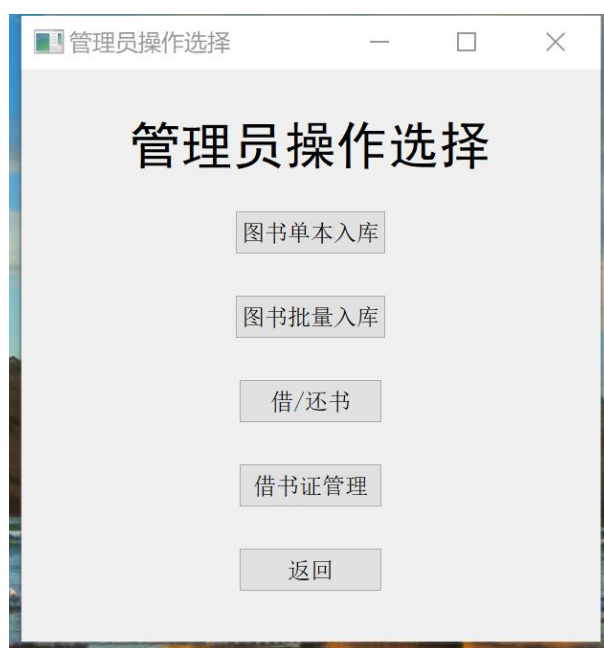 管理员操作选择
管理员操作选择
图书单本入库
图书批量入库
借/还书
借书证管理
返回